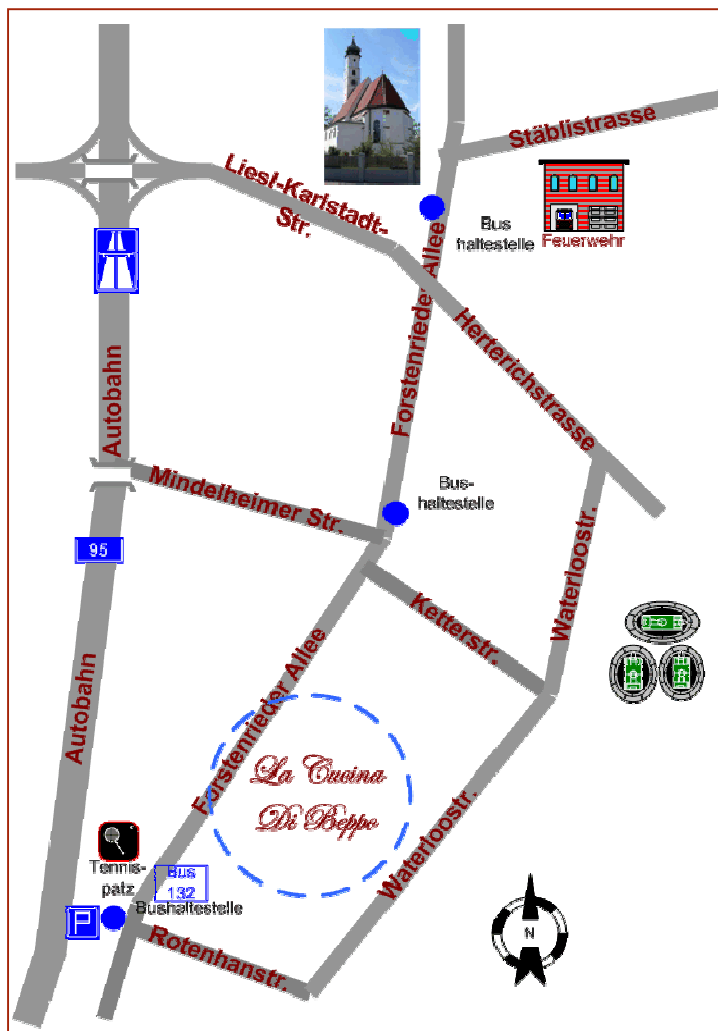 Stäblistrasse
Liesl-Karlstadt-
Str.
Bus
haltestelle
Feuerwehr
Forstenrieder Allee
Herterichstrasse
Autobahn
Mindelheimer Str.
Bus-
haltestelle
95
Waterloostr.
Ketterstr.
Autobahn
Forstenrieder Allee
La Cucina
Di Beppo
Waterloostr.
Tennis-
patz
Bus
132
P
Bushaltestelle
Rotenhanstr.
N